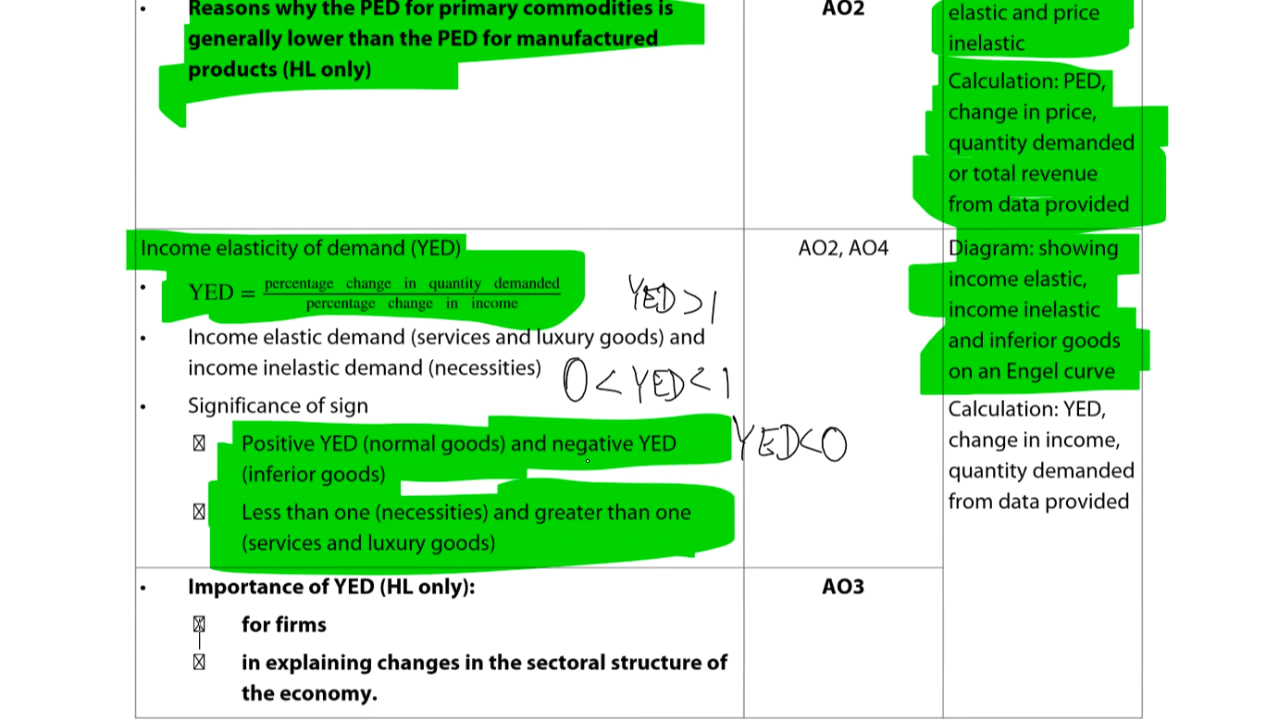 Reasons why the PED for primary commodities is
generally lower than the PED for manufactured
products (HL only)
AO2
elastic and price
inelastic
Calculation: PED,
change in price,
quantity demanded
or total revenue
from data provided
Income elasticity of demand (YED)
YED = percentage change in quantity demanded
percentage change in income
YED > 1
Income elastic demand (services and luxury goods) and
income inelastic demand (necessities)
0 < YED < 1
Significance of sign
Positive YED (normal goods) and negative YED
(inferior goods)
YED < 0
Less than one (necessities) and greater than one
(services and luxury goods)
AO2, AO4
Diagram: showing
income elastic,
income inelastic
and inferior goods
on an Engel curve
Calculation: YED,
change in income,
quantity demanded
from data provided
Importance of YED (HL only):
for firms
in explaining changes in the sectoral structure of
the economy.
AO3